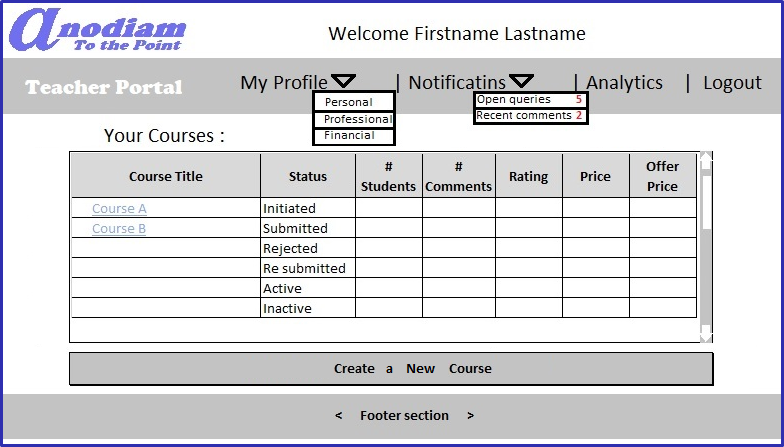 anodiam
To the Point
Welcome Firstname Lastname
Teacher Portal
My Profile | Notificatins | Analytics | Logout
Personal
Professional
Financial
Open queries 5
Recent comments 2
Your Courses :
Course Title Status # Students # Comments Rating Price Offer Price
Course A Initiated
Course B Submitted
Rejected
Re submitted
Active
Inactive
Create a New Course
< Footer section >